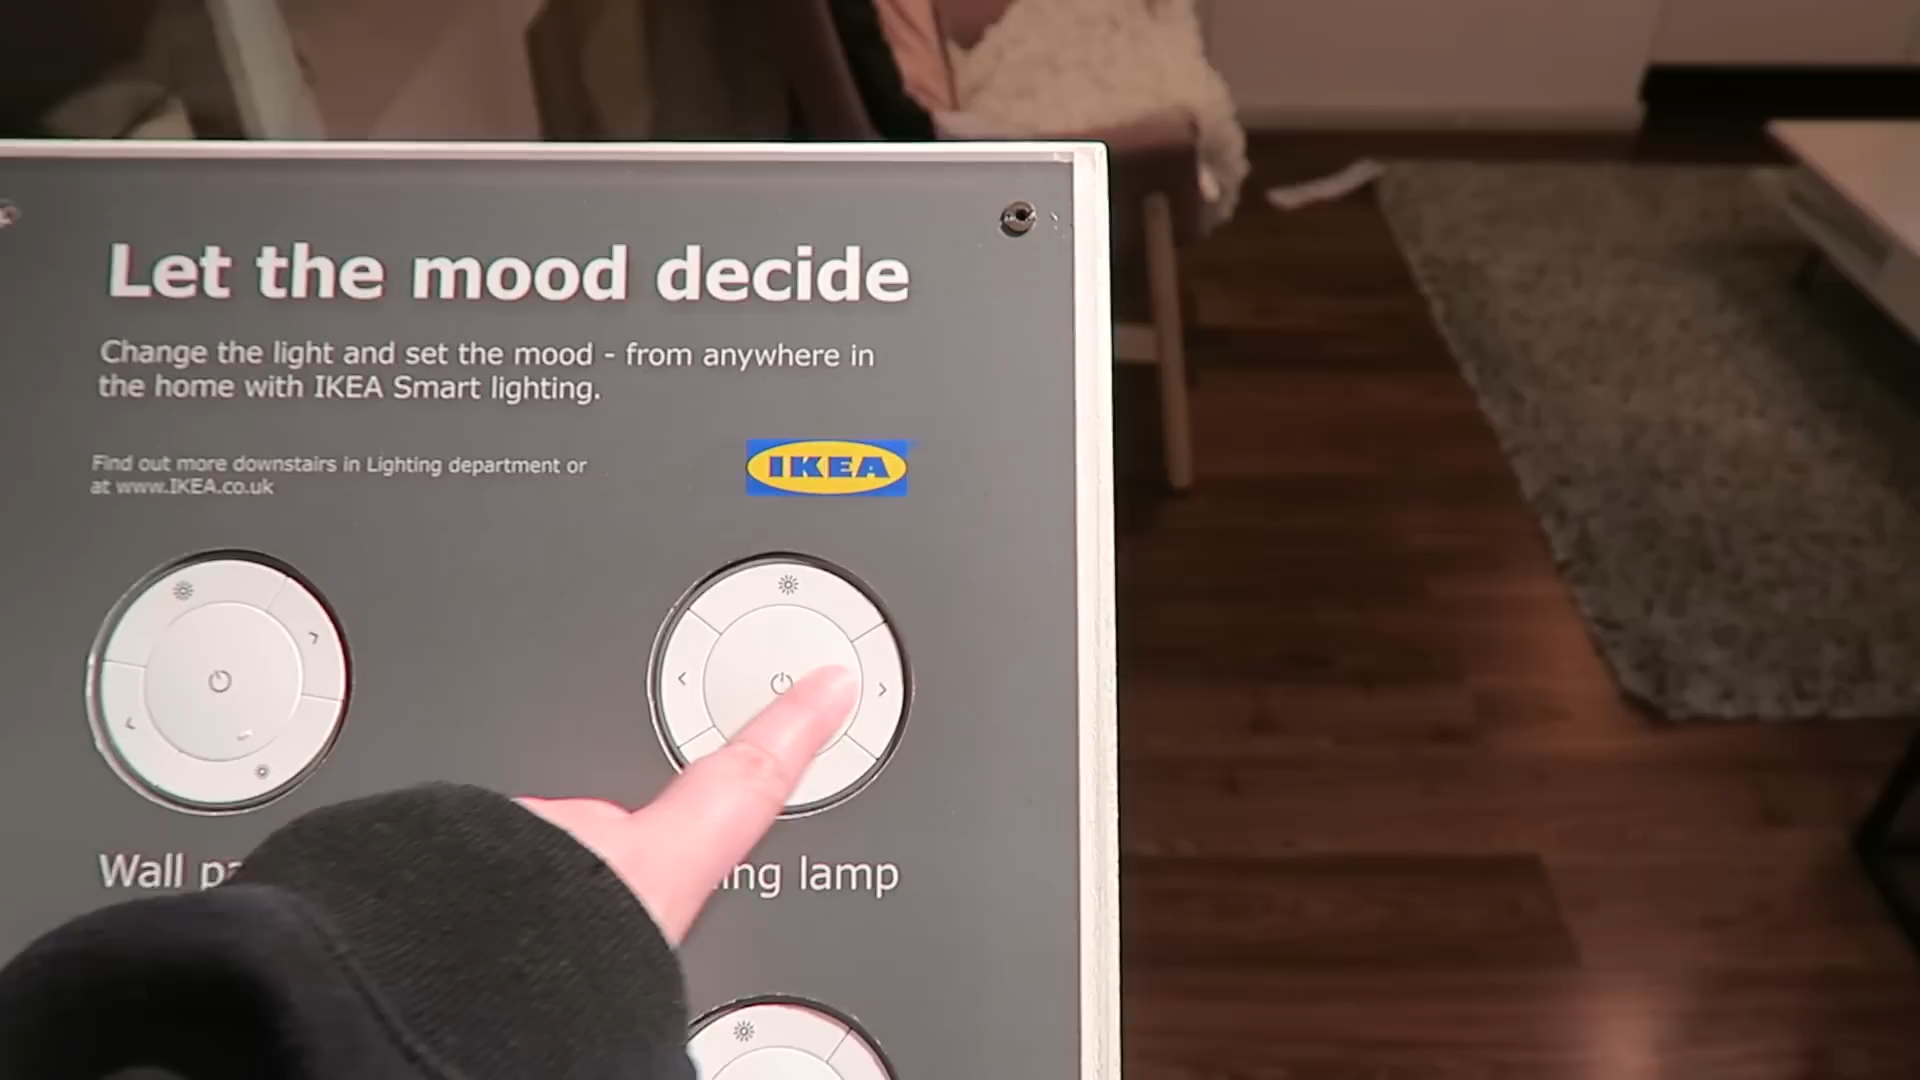 Let the mood decide
Change the light and set the mood - from anywhere in
the home with IKEA Smart lighting.
Find out more downstairs in Lighting department or
at www.IKEA.co.uk
IKEA
Wall
lamp